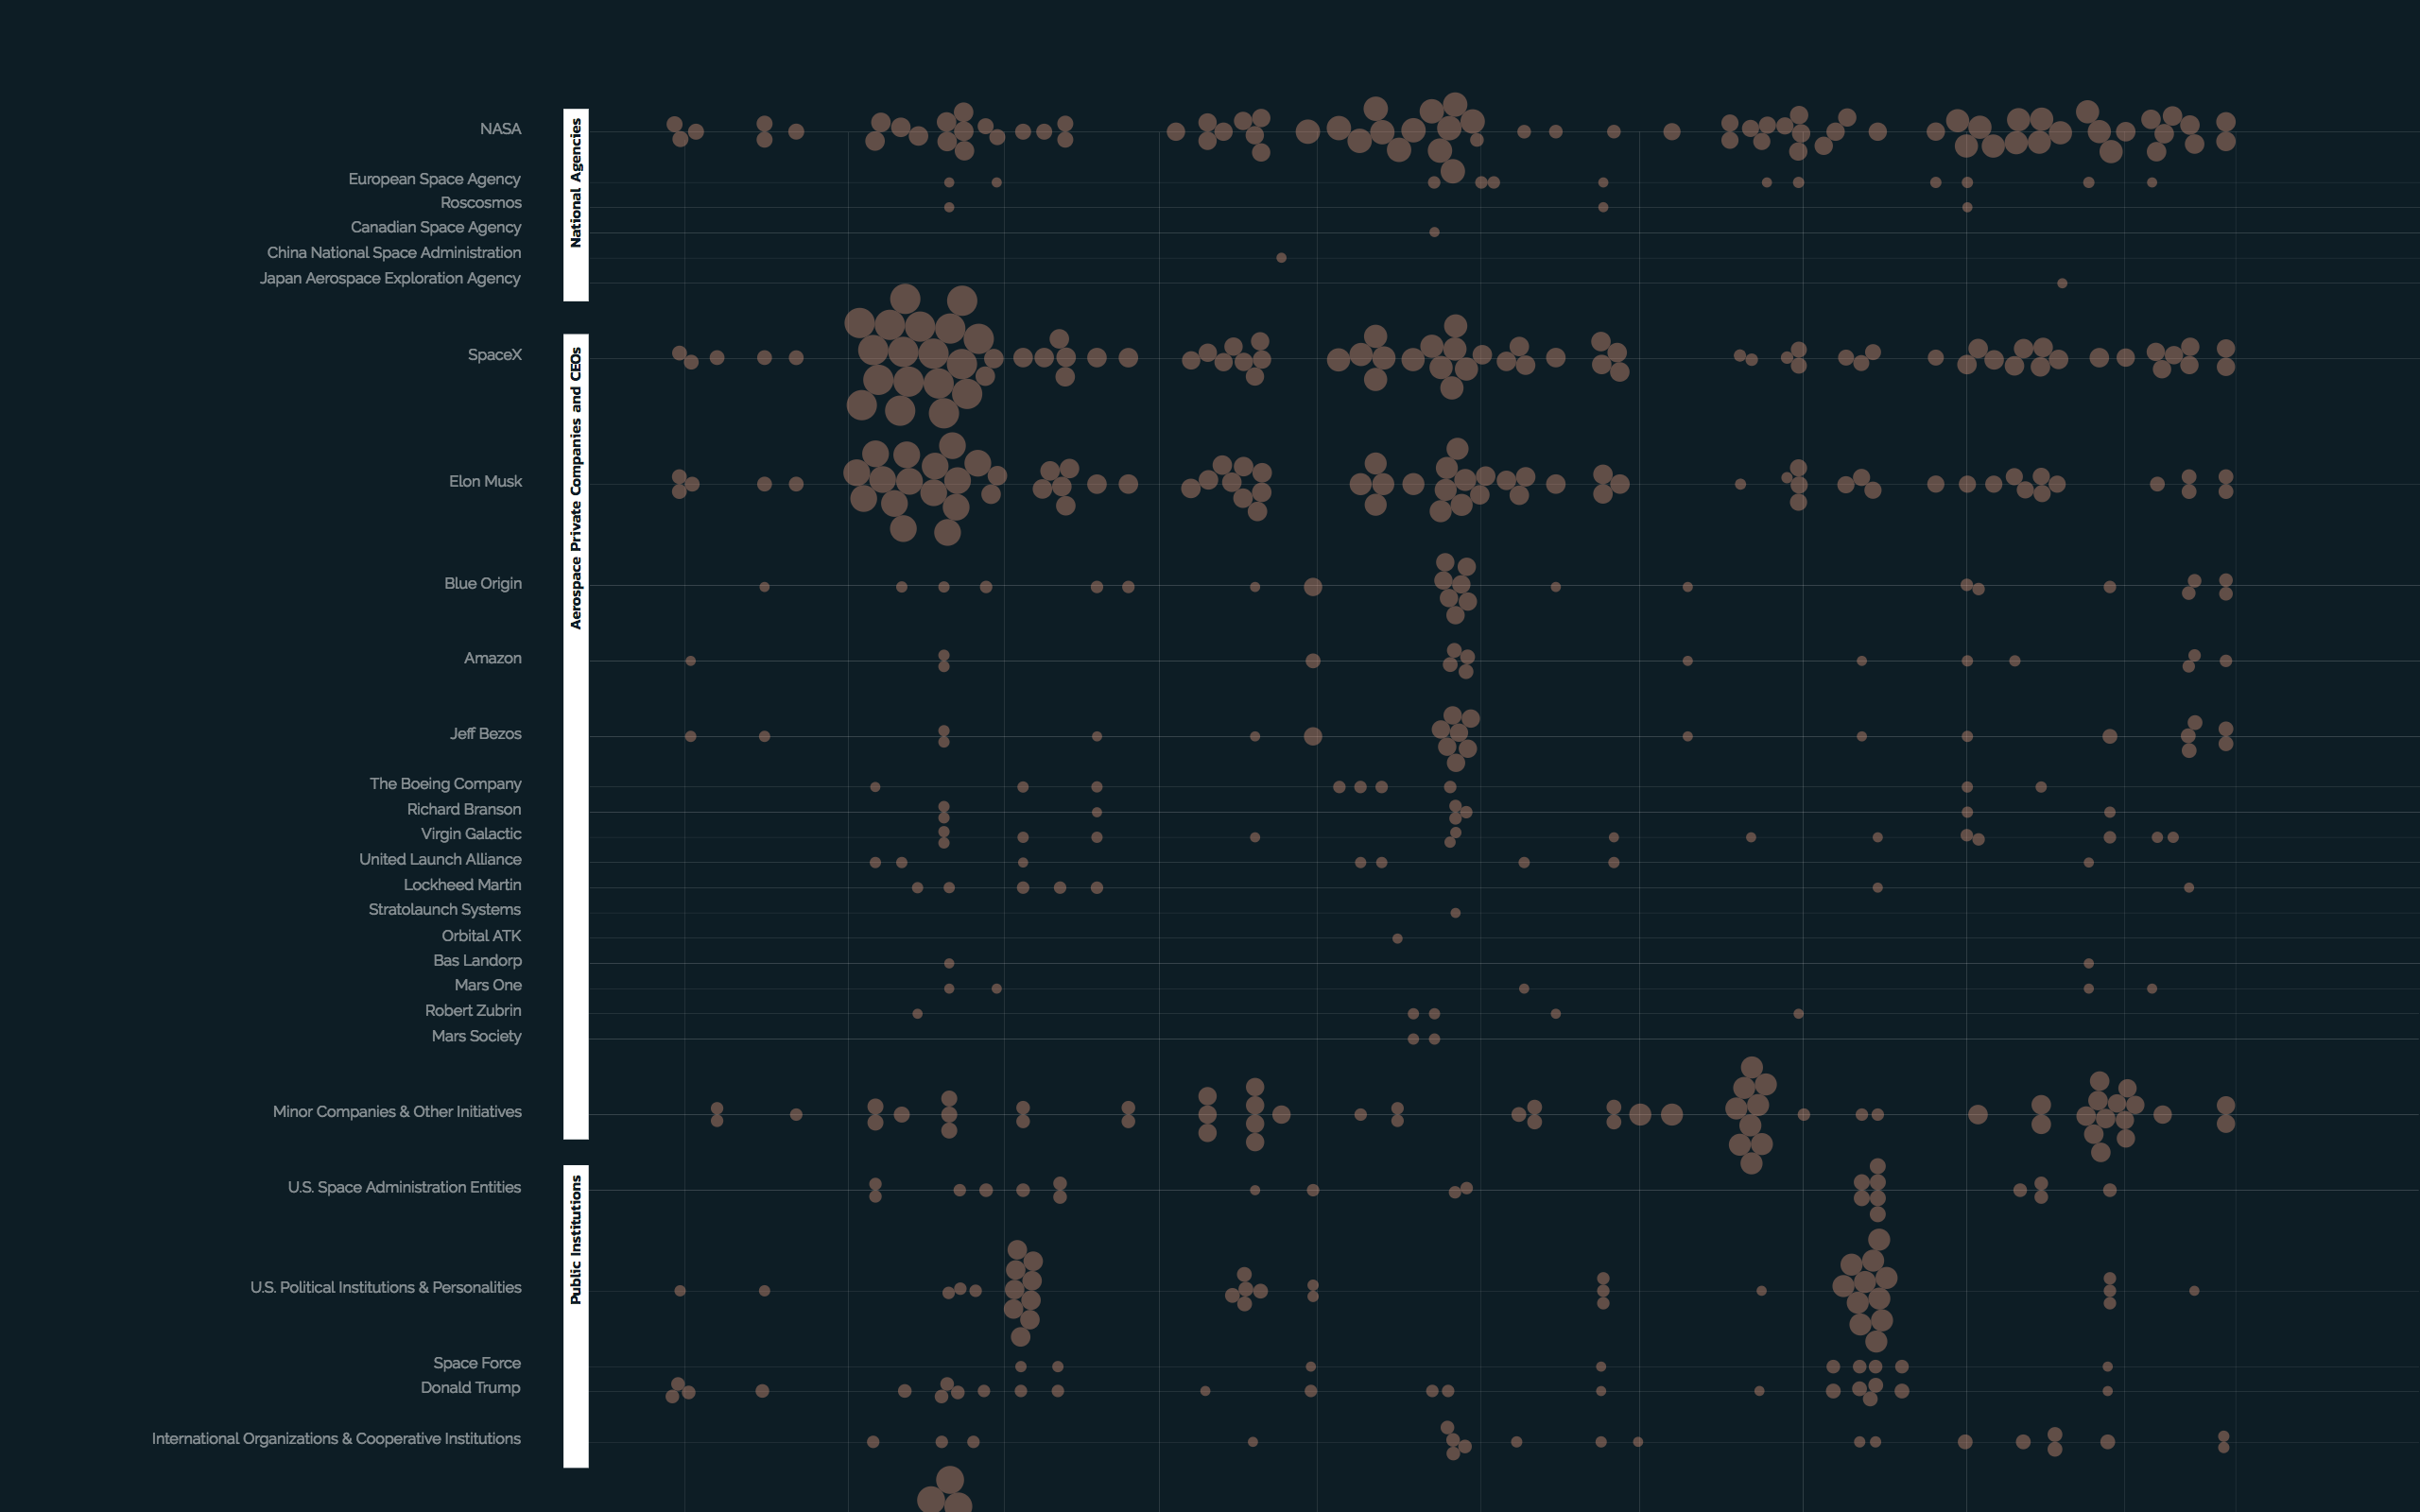 National Agencies
NASA
European Space Agency
Roscosmos
Canadian Space Agency
China National Space Administration
Japan Aerospace Exploration Agency
Aerospace Private Companies and CEOs
SpaceX
Elon Musk
Blue Origin
Amazon
Jeff Bezos
The Boeing Company
Richard Branson
Virgin Galactic
United Launch Alliance
Lockheed Martin
Stratolaunch Systems
Orbital ATK
Bas Landorp
Mars One
Robert Zubrin
Mars Society
Minor Companies & Other Initiatives
Public Institutions
U.S. Space Administration Entities
U.S. Political Institutions & Personalities
Space Force
Donald Trump
International Organizations & Cooperative Institutions